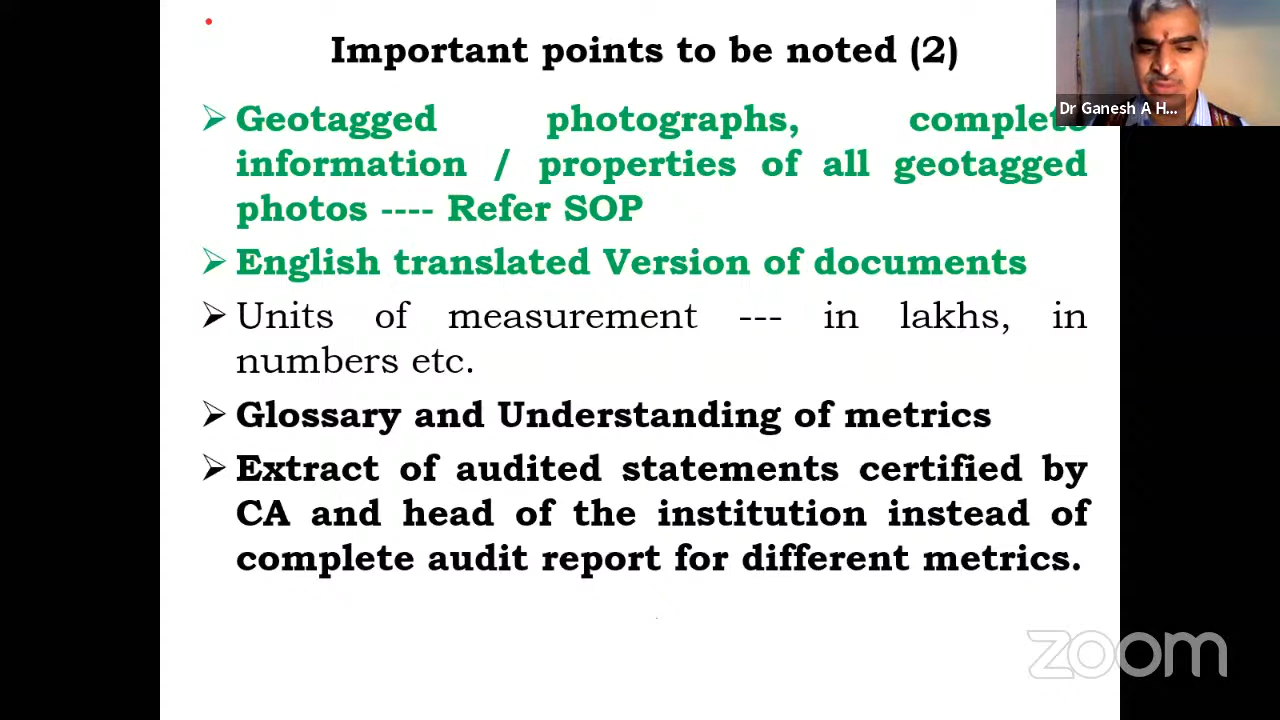 Important points to be noted (2)
Dr Ganesh A H...
➢ Geotagged photographs, complete
information / properties of all geotagged
photos ---- Refer SOP
➢ English translated Version of documents
➢ Units of measurement --- in lakhs, in
numbers etc.
➢ Glossary and Understanding of metrics
➢ Extract of audited statements certified by
CA and head of the institution instead of
complete audit report for different metrics.
zoom